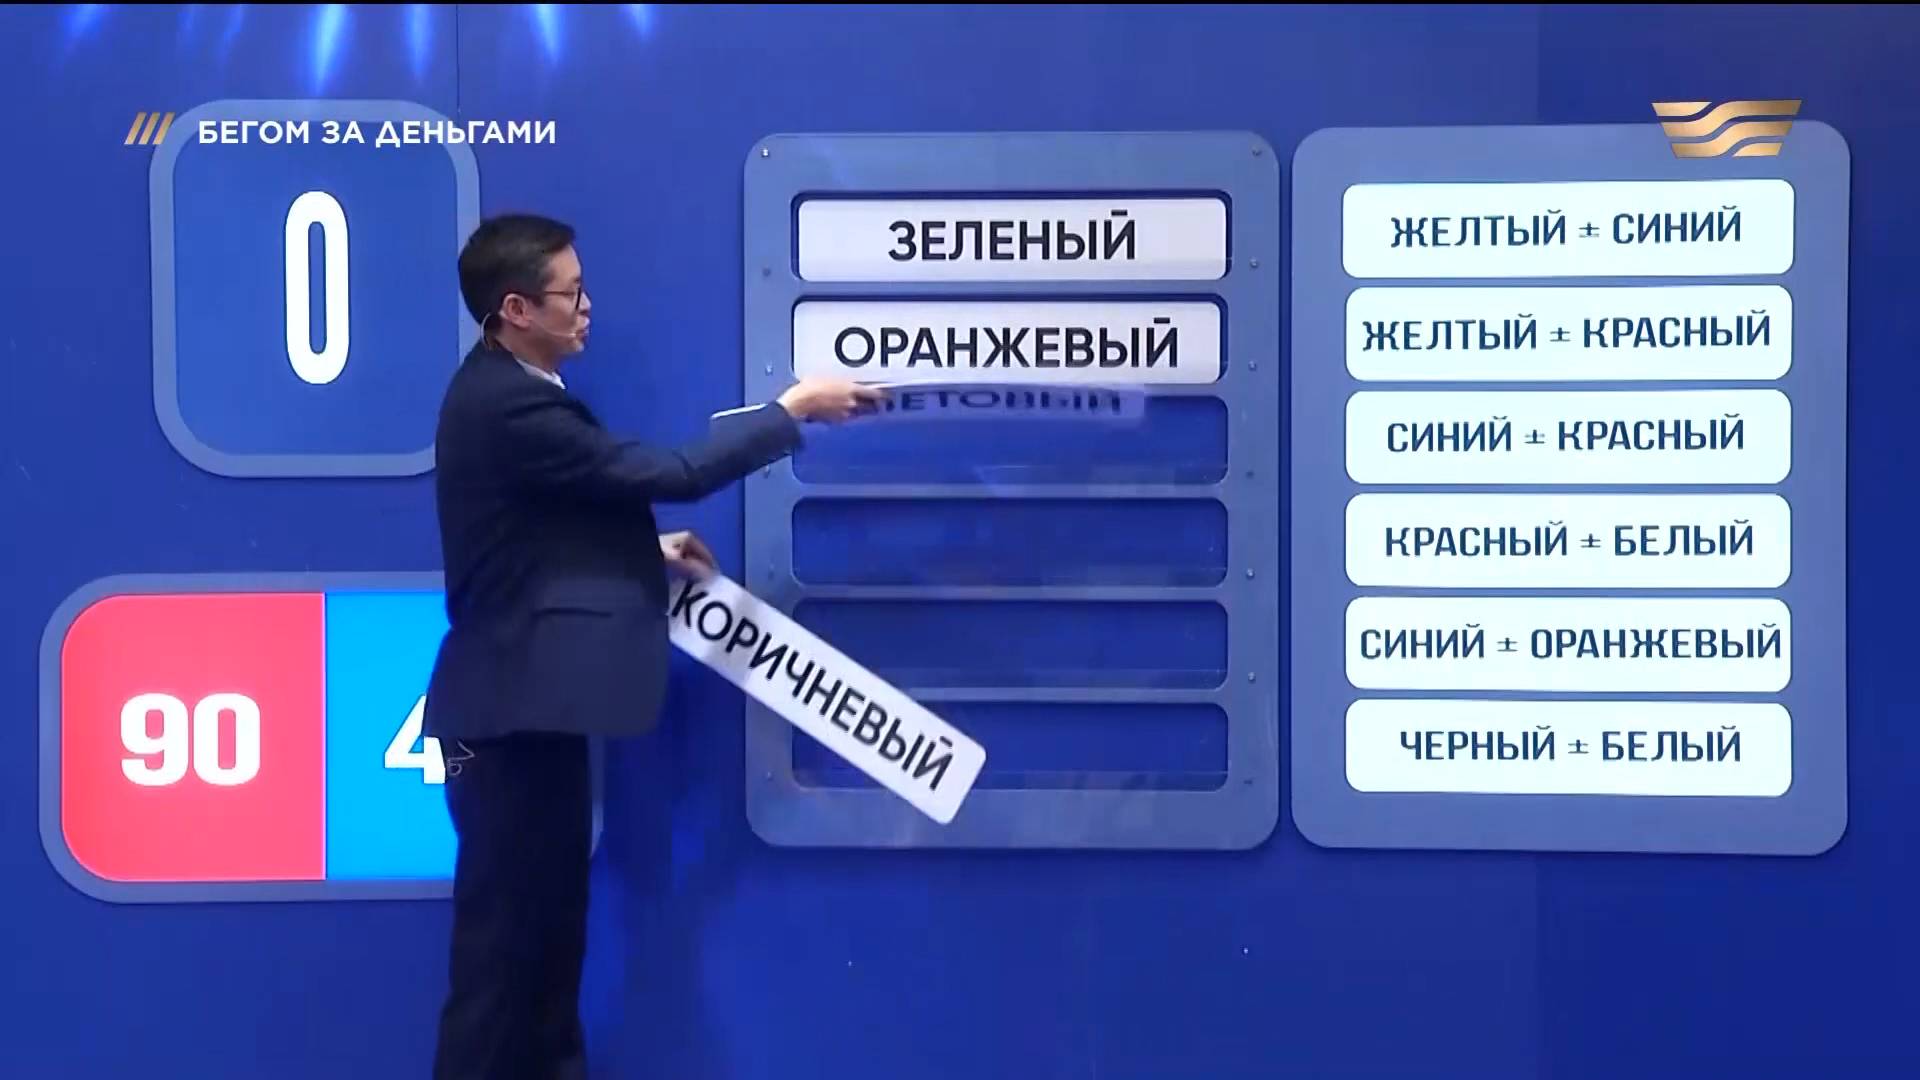 БЕГОМ ЗА ДЕНЬГАМИ
0
ЗЕЛЕНЫЙ
ОРАНЖЕВЫЙ
КОРИЧНЕВЫЙ
ЖЕЛТЫЙ ± СИНИЙ
ЖЕЛТЫЙ ± КРАСНЫЙ
СИНИЙ ± КРАСНЫЙ
КРАСНЫЙ ± БЕЛЫЙ
СИНИЙ ± ОРАНЖЕВЫЙ
ЧЕРНЫЙ ± БЕЛЫЙ
90
4